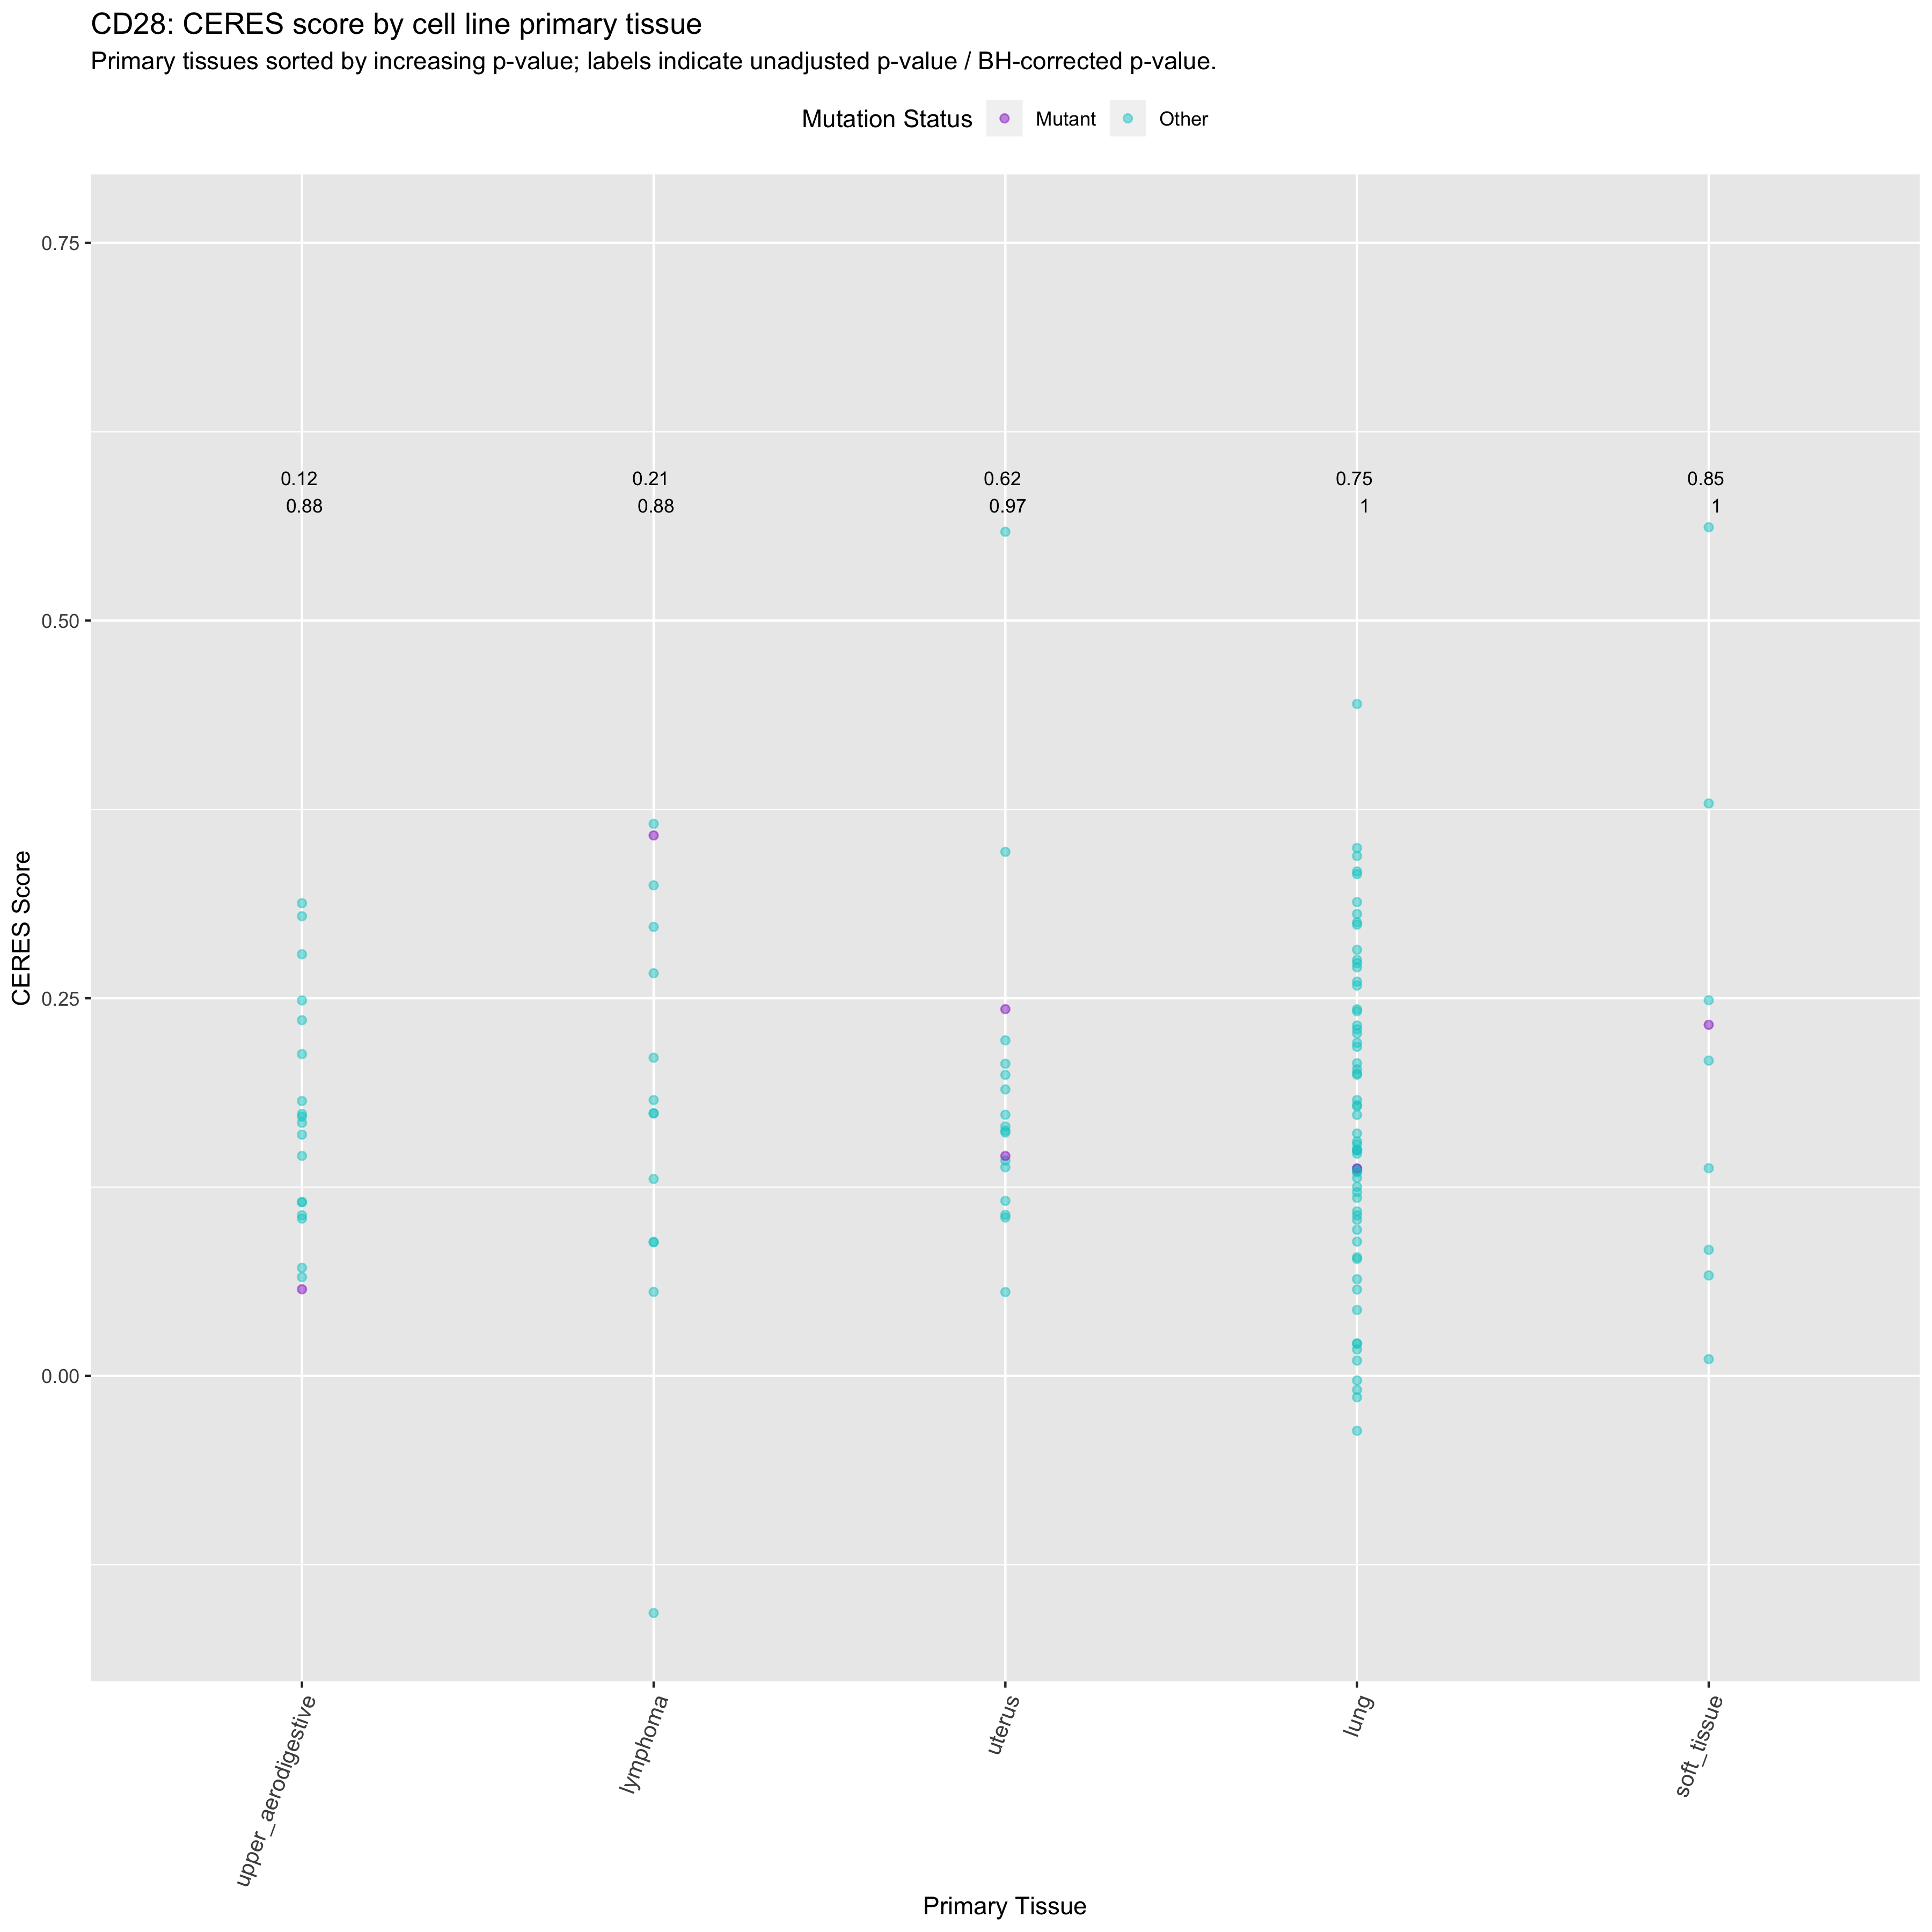 CD28: CERES score by cell line primary tissue
Primary tissues sorted by increasing p-value; labels indicate unadjusted p-value / BH-corrected p-value.
Mutation Status Mutant Other
0.75
0.12 0.21 0.62 0.75 0.85
0.88 0.88 0.97 1 1
0.50
0.25
0.00
CERES Score
upper_aerodigestive lymphoma uterus lung soft_tissue
Primary Tissue